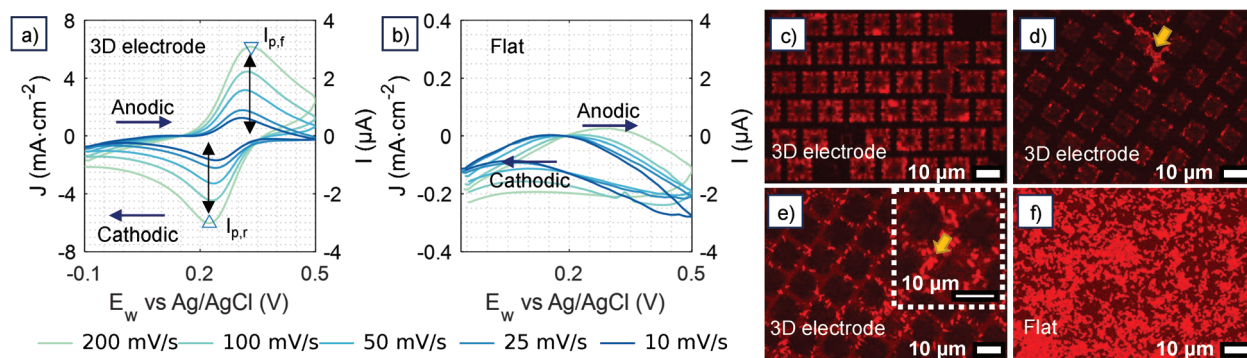 a)
3D electrode
I_p,f
Anodic
Cathodic
I_p,r
J (mA·cm⁻²)
8
4
0
-4
-8
I (µA)
4
2
0
-2
-4
-0.1
0.2
0.5
E_w vs Ag/AgCl (V)
b)
Flat
Anodic
Cathodic
J (mA·cm⁻²)
0.4
0.2
0
-0.2
-0.4
I (µA)
4
2
0
-2
-4
0.2
0.5
E_w vs Ag/AgCl (V)
200 mV/s 100 mV/s 50 mV/s 25 mV/s 10 mV/s
c)
3D electrode
10 µm
d)
3D electrode
10 µm
e)
10 µm
3D electrode
10 µm
f)
Flat
10 µm